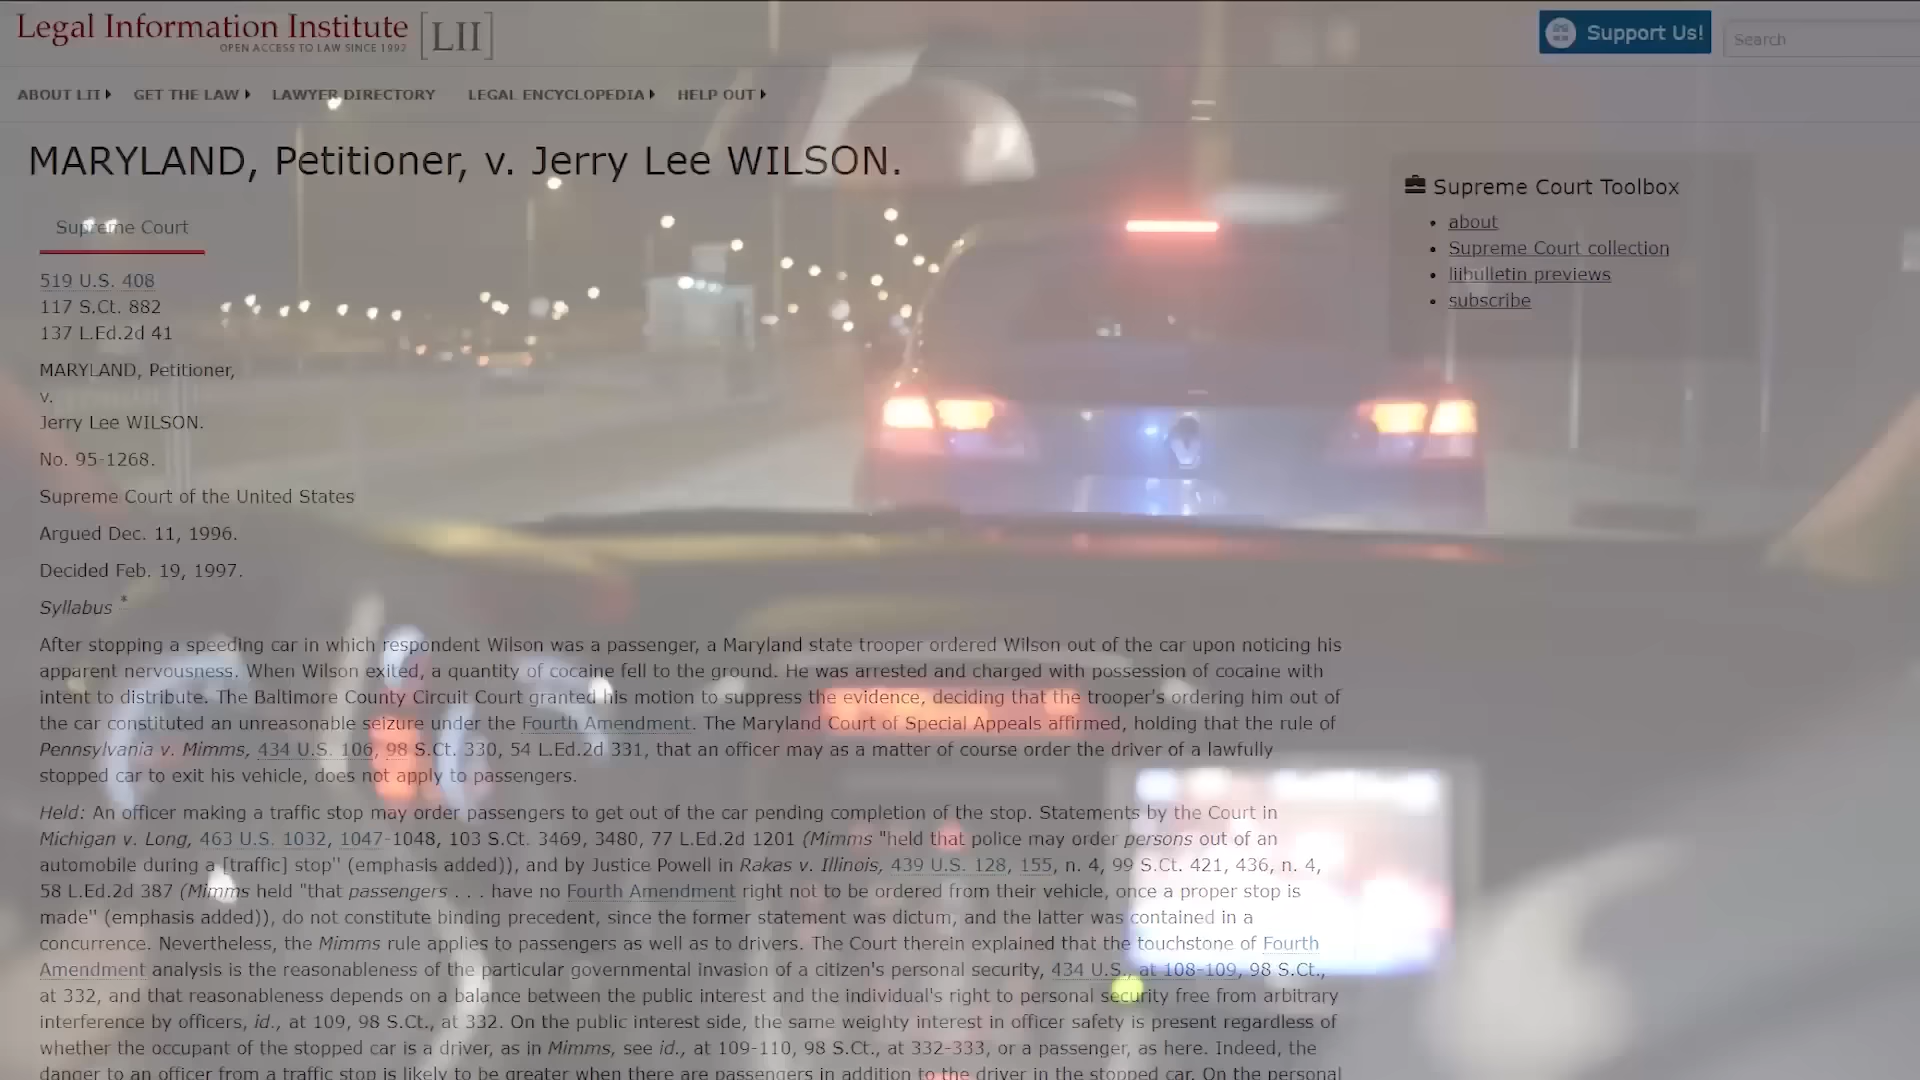 Legal Information Institute [LII]
OPEN ACCESS TO LAW SINCE 1992
Support Us!
Search
ABOUT LII GET THE LAW LAWYER DIRECTORY LEGAL ENCYCLOPEDIA HELP OUT
MARYLAND, Petitioner, v. Jerry Lee WILSON.
Supreme Court Toolbox
about
Supreme Court collection
liibulletin previews
subscribe
Supreme Court
519 U.S. 408
117 S.Ct. 882
137 L.Ed.2d 41
MARYLAND, Petitioner,
v.
Jerry Lee WILSON.
No. 95-1268.
Supreme Court of the United States
Argued Dec. 11, 1996.
Decided Feb. 19, 1997.
Syllabus *
After stopping a speeding car in which respondent Wilson was a passenger, a Maryland state trooper ordered Wilson out of the car upon noticing his
apparent nervousness. When Wilson exited, a quantity of cocaine fell to the ground. He was arrested and charged with possession of cocaine with
intent to distribute. The Baltimore County Circuit Court granted his motion to suppress the evidence, deciding that the trooper's ordering him out of
the car constituted an unreasonable seizure under the Fourth Amendment. The Maryland Court of Special Appeals affirmed, holding that the rule of
Pennsylvania v. Mimms, 434 U.S. 106, 98 S.Ct. 330, 54 L.Ed.2d 331, that an officer may as a matter of course order the driver of a lawfully
stopped car to exit his vehicle, does not apply to passengers.
Held: An officer making a traffic stop may order passengers to get out of the car pending completion of the stop. Statements by the Court in
Michigan v. Long, 463 U.S. 1032, 1047-1048, 103 S.Ct. 3469, 3480, 77 L.Ed.2d 1201 (Mimms "held that police may order persons out of an
automobile during a [traffic] stop" (emphasis added)), and by Justice Powell in Rakas v. Illinois, 439 U.S. 128, 155, n. 4, 99 S.Ct. 421, 436, n. 4,
58 L.Ed.2d 387 (Mimms held "that passengers . . . have no Fourth Amendment right not to be ordered from their vehicle, once a proper stop is
made" (emphasis added)), do not constitute binding precedent, since the former statement was dictum, and the latter was contained in a
concurrence. Nevertheless, the Mimms rule applies to passengers as well as to drivers. The Court therein explained that the touchstone of Fourth
Amendment analysis is the reasonableness of the particular governmental invasion of a citizen's personal security, 434 U.S., at 108-109, 98 S.Ct.,
at 332, and that reasonableness depends on a balance between the public interest and the individual's right to personal security free from arbitrary
interference by officers, id., at 109, 98 S.Ct., at 332. On the public interest side, the same weighty interest in officer safety is present regardless of
whether the occupant of the stopped car is a driver, as in Mimms, see id., at 109-110, 98 S.Ct., at 332-333, or a passenger, as here. Indeed, the
danger to an officer from a traffic stop is likely to be greater when there are passengers in addition to the driver in the stopped car. On the personal